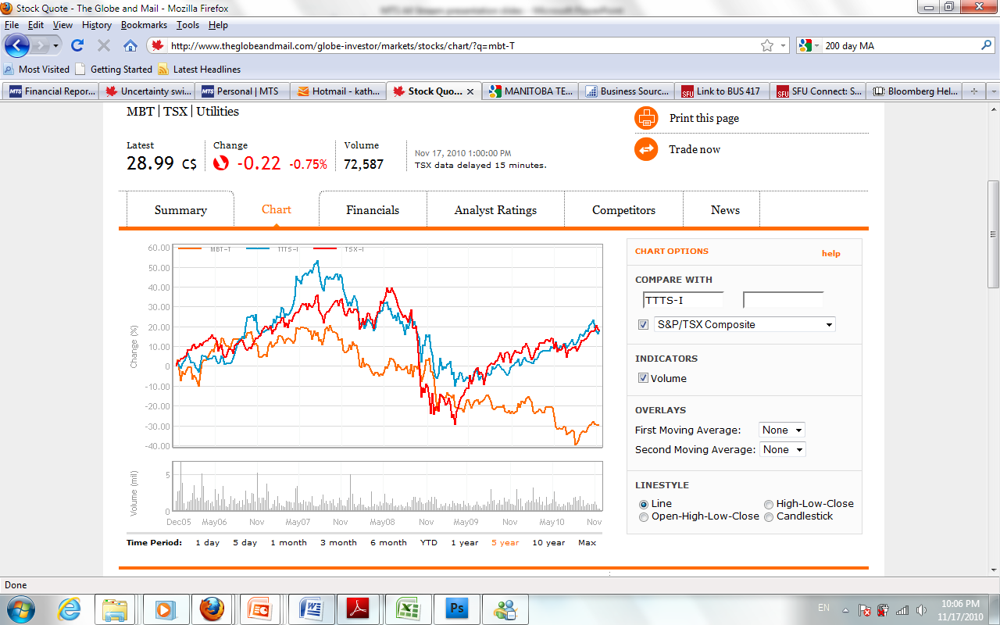 Stock Quote - The Globe and Mail - Mozilla Firefox
MTS All Stream presentation slides - Microsoft PowerPoint
File Edit View History Bookmarks Tools Help
http://www.theglobeandmail.com/globe-investor/markets/stocks/chart/?q=mbt-T
200 day MA
Most Visited Getting Started Latest Headlines
MTS Financial Repor... Uncertainty swi... MTS Personal | MTS Hotmail - kath... Stock Quo... MANITOBA TE... Business Sourc... SFU Link to BUS 417 SFU SFU Connect: S... Bloomberg Hel...
MBT | TSX | Utilities
Print this page
Trade now
Latest Change Volume
28.99 C$ -0.22 -0.75% 72,587
Nov 17, 2010 1:00:00 PM
TSX data delayed 15 minutes.
Summary Chart Financials Analyst Ratings Competitors News
MBT-T TTTS-I TSX-I
60.00
50.00
40.00
30.00
20.00
10.00
0
-10.00
-20.00
-30.00
-40.00
Change (%)
5
0
Volume (mil)
Dec05 May06 Nov May07 Nov May08 Nov May09 Nov May10 Nov
Time Period: 1 day 5 day 1 month 3 month 6 month YTD 1 year 5 year 10 year Max
CHART OPTIONS help
COMPARE WITH
TTTS-I
S&P/TSX Composite
INDICATORS
Volume
OVERLAYS
First Moving Average: None
Second Moving Average: None
LINESTYLE
Line High-Low-Close
Open-High-Low-Close Candlestick
Done
EN
10:06 PM
11/17/2010